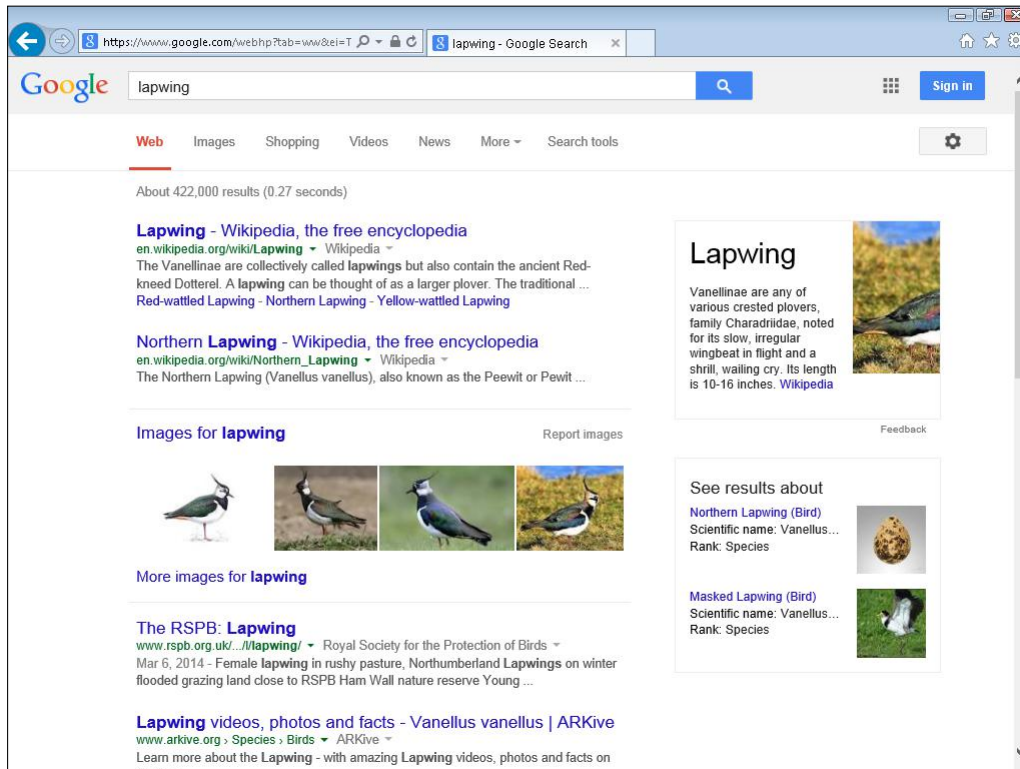 https://www.google.com/webhp?tab=ww&ei=T
lapwing - Google Search
Google
lapwing
Sign in
Web
Images
Shopping
Videos
News
More
Search tools
About 422,000 results (0.27 seconds)
Lapwing - Wikipedia, the free encyclopedia
en.wikipedia.org/wiki/Lapwing Wikipedia
The Vanellinae are collectively called lapwings but also contain the ancient Red-
kneed Dotterel. A lapwing can be thought of as a larger plover. The traditional ...
Red-wattled Lapwing - Northern Lapwing - Yellow-wattled Lapwing
Northern Lapwing - Wikipedia, the free encyclopedia
en.wikipedia.org/wiki/Northern_Lapwing Wikipedia
The Northern Lapwing (Vanellus vanellus), also known as the Peewit or Pewit ...
Images for lapwing
Report images
More images for lapwing
The RSPB: Lapwing
www.rspb.org.uk/.../l/lapwing/ Royal Society for the Protection of Birds
Mar 6, 2014 - Female lapwing in rushy pasture, Northumberland Lapwings on winter
flooded grazing land close to RSPB Ham Wall nature reserve Young ...
Lapwing videos, photos and facts - Vanellus vanellus | ARKive
www.arkive.org › Species › Birds ARKive
Learn more about the Lapwing - with amazing Lapwing videos, photos and facts on
Lapwing
Vanellinae are any of
various crested plovers,
family Charadriidae, noted
for its slow, irregular
wingbeat in flight and a
shrill, wailing cry. Its length
is 10-16 inches. Wikipedia
Feedback
See results about
Northern Lapwing (Bird)
Scientific name: Vanellus...
Rank: Species
Masked Lapwing (Bird)
Scientific name: Vanellus...
Rank: Species